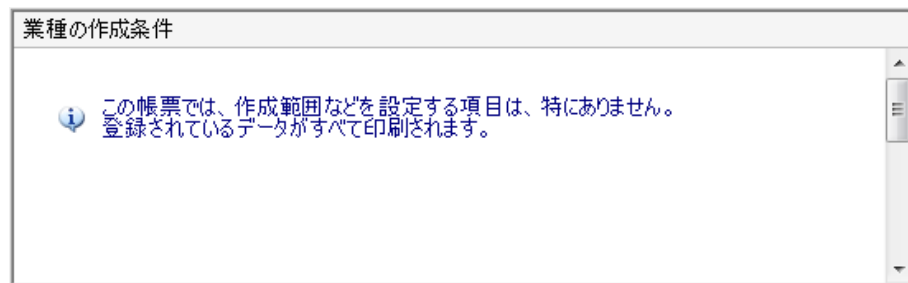 業種の作成条件
この帳票では、作成範囲などを設定する項目は、特にありません。
登録されているデータがすべて印刷されます。